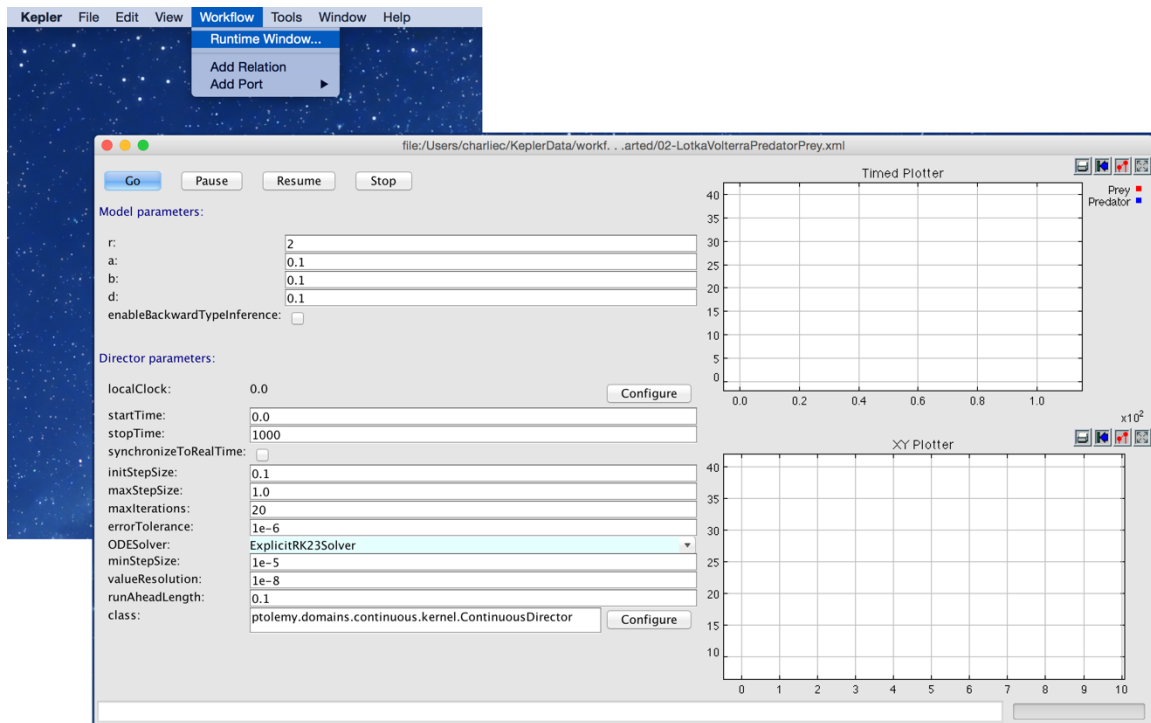 Kepler File Edit View Workflow Tools Window Help
Runtime Window...
Add Relation
Add Port
file:/Users/charliec/KeplerData/workf. . .arted/02-LotkaVolterraPredatorPrey.xml
Go Pause Resume Stop
Model parameters:
r: 2
a: 0.1
b: 0.1
d: 0.1
enableBackwardTypeInference:
Director parameters:
localClock: 0.0 Configure
startTime: 0.0
stopTime: 1000
synchronizeToRealTime:
initStepSize: 0.1
maxStepSize: 1.0
maxIterations: 20
errorTolerance: 1e-6
ODESolver: ExplicitRK23Solver
minStepSize: 1e-5
valueResolution: 1e-8
runAheadLength: 0.1
class: ptolemy.domains.continuous.kernel.ContinuousDirector Configure
Timed Plotter
Prey
Predator
40
35
30
25
20
15
10
5
0
0.0 0.2 0.4 0.6 0.8 1.0
x10²
XY Plotter
40
35
30
25
20
15
10
0 1 2 3 4 5 6 7 8 9 10